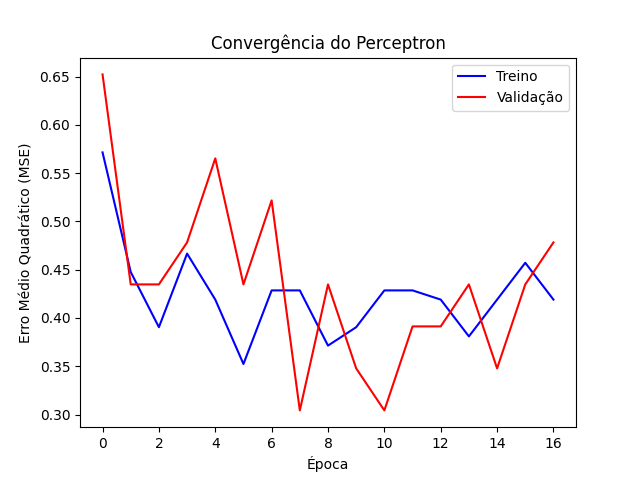 Convergência do Perceptron
Treino
Validação
Erro Médio Quadrático (MSE)
0.65
0.60
0.55
0.50
0.45
0.40
0.35
0.30
0 2 4 6 8 10 12 14 16
Época